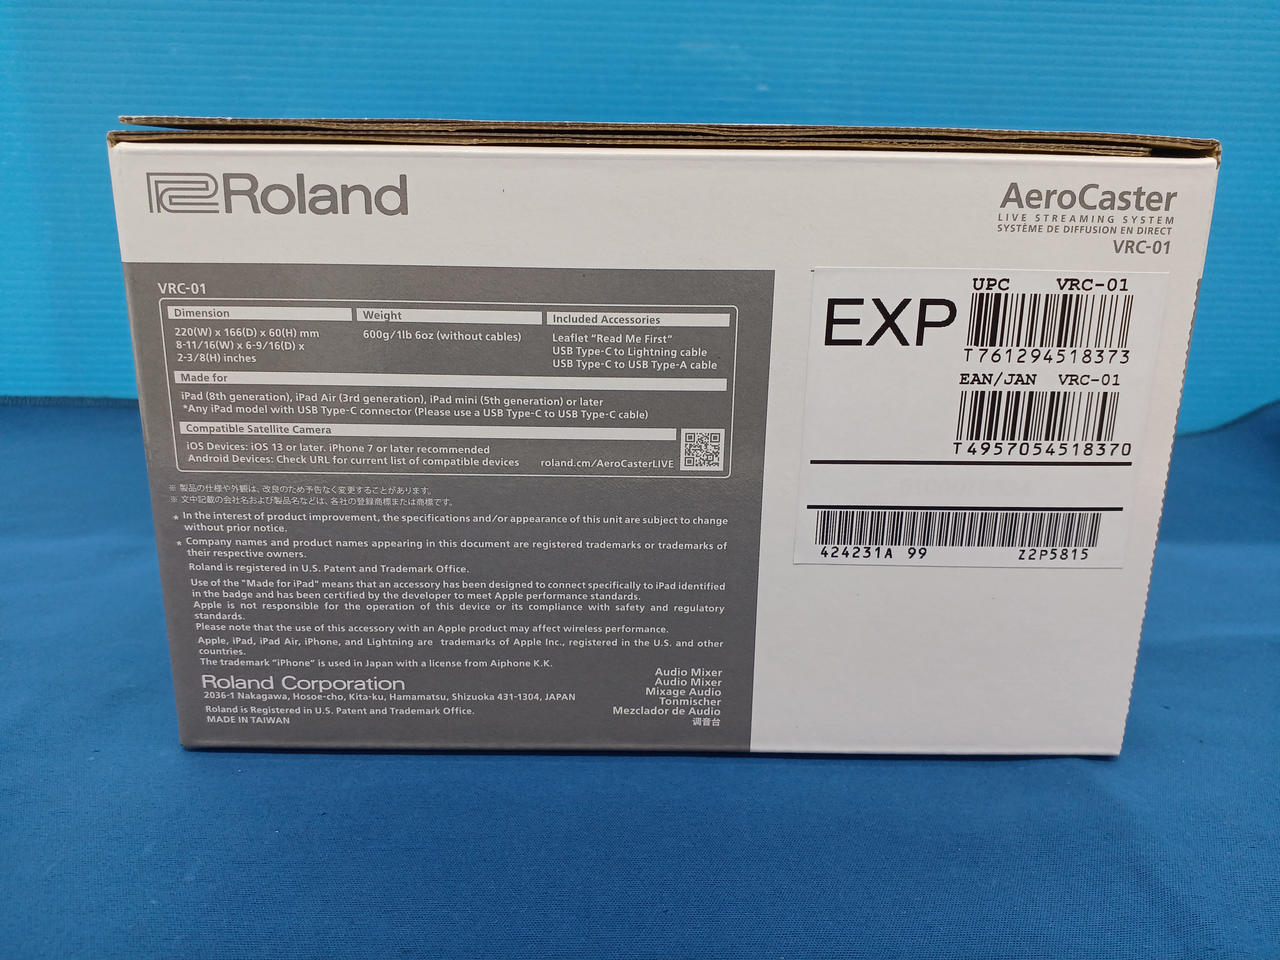 Roland
AeroCaster
LIVE STREAMING SYSTEM
SYSTÈME DE DIFFUSION EN DIRECT
VRC-01
VRC-01
Dimension
220(W) x 166(D) x 60(H) mm
8-11/16(W) x 6-9/16(D) x
2-3/8(H) inches
Weight
600g/1lb 6oz (without cables)
Included Accessories
Leaflet “Read Me First”
USB Type-C to Lightning cable
USB Type-C to USB Type-A cable
Made for
iPad (8th generation), iPad Air (3rd generation), iPad mini (5th generation) or later
*Any iPad model with USB Type-C connector (Please use a USB Type-C to USB Type-C cable)
Compatible Satellite Camera
iOS Devices: iOS 13 or later. iPhone 7 or later recommended
Android Devices: Check URL for current list of compatible devices
roland.cm/AeroCasterLIVE
※ 製品の仕様や外観は、改良のため予告なく変更することがあります。
※ 文中記載の会社名および製品名などは、各社の登録商標または商標です。
* In the interest of product improvement, the specifications and/or appearance of this unit are subject to change
without prior notice.
* Company names and product names appearing in this document are registered trademarks or trademarks of
their respective owners.
Roland is registered in U.S. Patent and Trademark Office.
Use of the "Made for iPad" means that an accessory has been designed to connect specifically to iPad identified
in the badge and has been certified by the developer to meet Apple performance standards.
Apple is not responsible for the operation of this device or its compliance with safety and regulatory
standards.
Please note that the use of this accessory with an Apple product may affect wireless performance.
Apple, iPad, iPad Air, iPhone, and Lightning are trademarks of Apple Inc., registered in the U.S. and other
countries.
The trademark “iPhone” is used in Japan with a license from Aiphone K.K.
Roland Corporation
2036-1 Nakagawa, Hosoe-cho, Kita-ku, Hamamatsu, Shizuoka 431-1304, JAPAN
Roland is Registered in U.S. Patent and Trademark Office.
MADE IN TAIWAN
Audio Mixer
Audio Mixer
Mixage Audio
Tonmischer
Mezclador de Audio
调音台
EXP
UPC VRC-01
T761294518373
EAN/JAN VRC-01
T4957054518370
424231A 99 Z2P5815